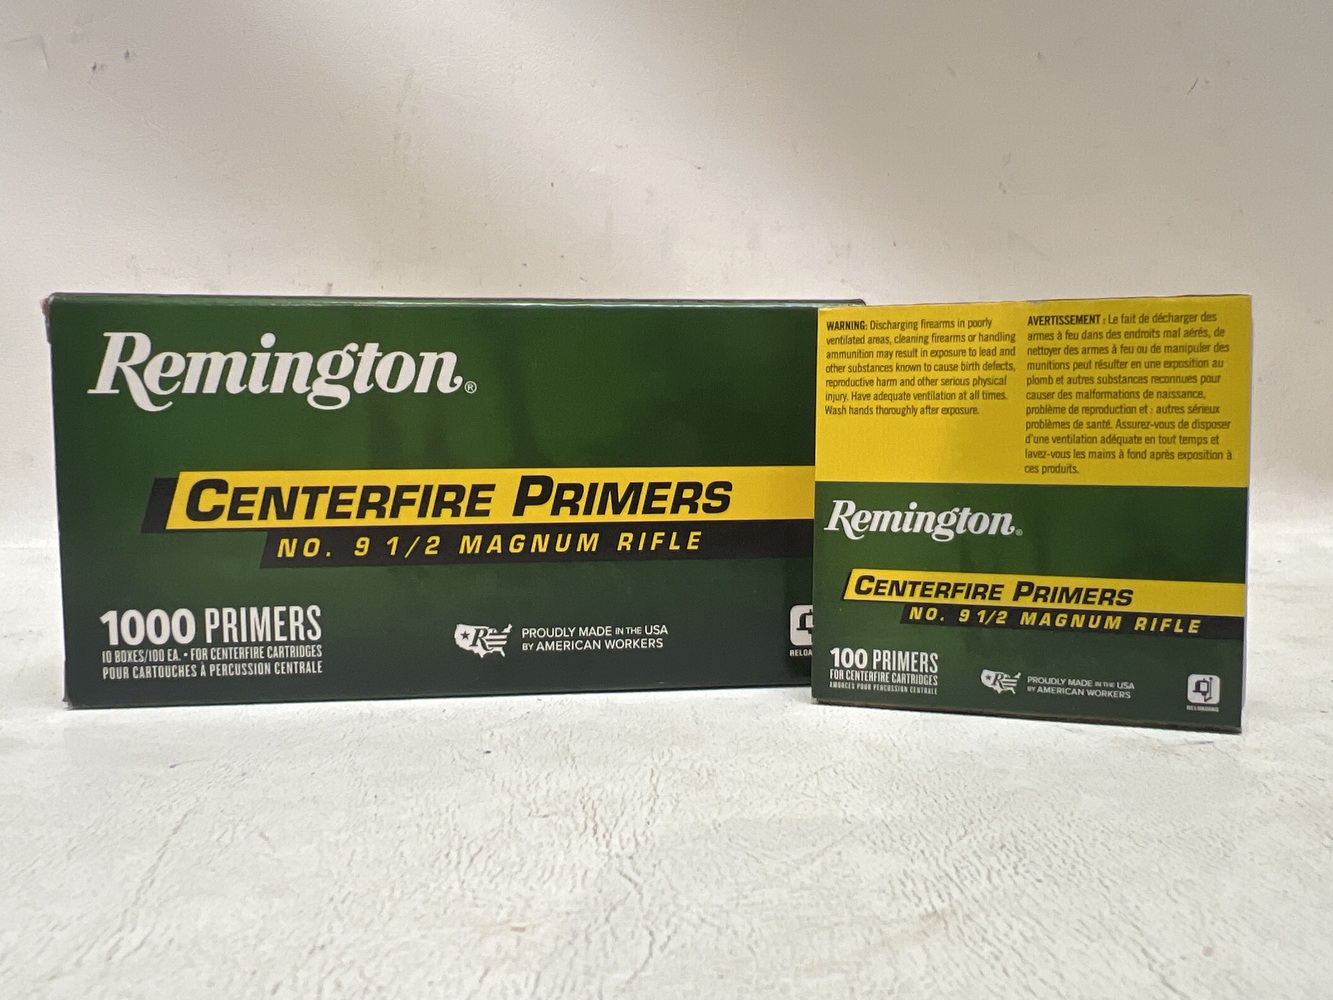 Remington®
CENTERFIRE PRIMERS
NO. 9 1/2 MAGNUM RIFLE
1000 PRIMERS
10 BOXES/100 EA. • FOR CENTERFIRE CARTRIDGES
POUR CARTOUCHES À PERCUSSION CENTRALE
R
PROUDLY MADE IN THE USA
BY AMERICAN WORKERS
RELOA
WARNING: Discharging firearms in poorly
ventilated areas, cleaning firearms or handling
ammunition may result in exposure to lead and
other substances known to cause birth defects,
reproductive harm and other serious physical
injury. Have adequate ventilation at all times.
Wash hands thoroughly after exposure.
AVERTISSEMENT : Le fait de décharger des
armes à feu dans des endroits mal aérés, de
nettoyer des armes à feu ou de manipuler des
munitions peut résulter en une exposition au
plomb et autres substances reconnues pour
causer des malformations de naissance,
problème de reproduction et : autres sérieux
problèmes de santé. Assurez-vous de disposer
d'une ventilation adéquate en tout temps et
lavez-vous les mains à fond après exposition à
ces produits.
Remington®
CENTERFIRE PRIMERS
NO. 9 1/2 MAGNUM RIFLE
100 PRIMERS
FOR CENTERFIRE CARTRIDGES
AMORCES POUR PERCUSSION CENTRALE
R
PROUDLY MADE IN THE USA
BY AMERICAN WORKERS
RELOADING